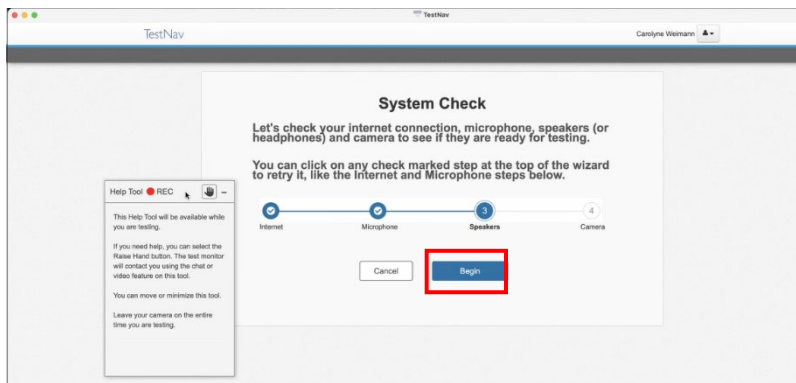 TestNav
TestNav
Carolyne Weimann
System Check
Let's check your internet connection, microphone, speakers (or
headphones) and camera to see if they are ready for testing.
You can click on any check marked step at the top of the wizard
to retry it, like the Internet and Microphone steps below.
3
4
Internet
Microphone
Speakers
Camera
Cancel
Begin
Help Tool REC
This Help Tool will be available while
you are testing.
If you need help, you can select the
Raise Hand button. The test monitor
will contact you using the chat or
video feature on this tool.
You can move or minimize this tool.
Leave your camera on the entire
time you are testing.